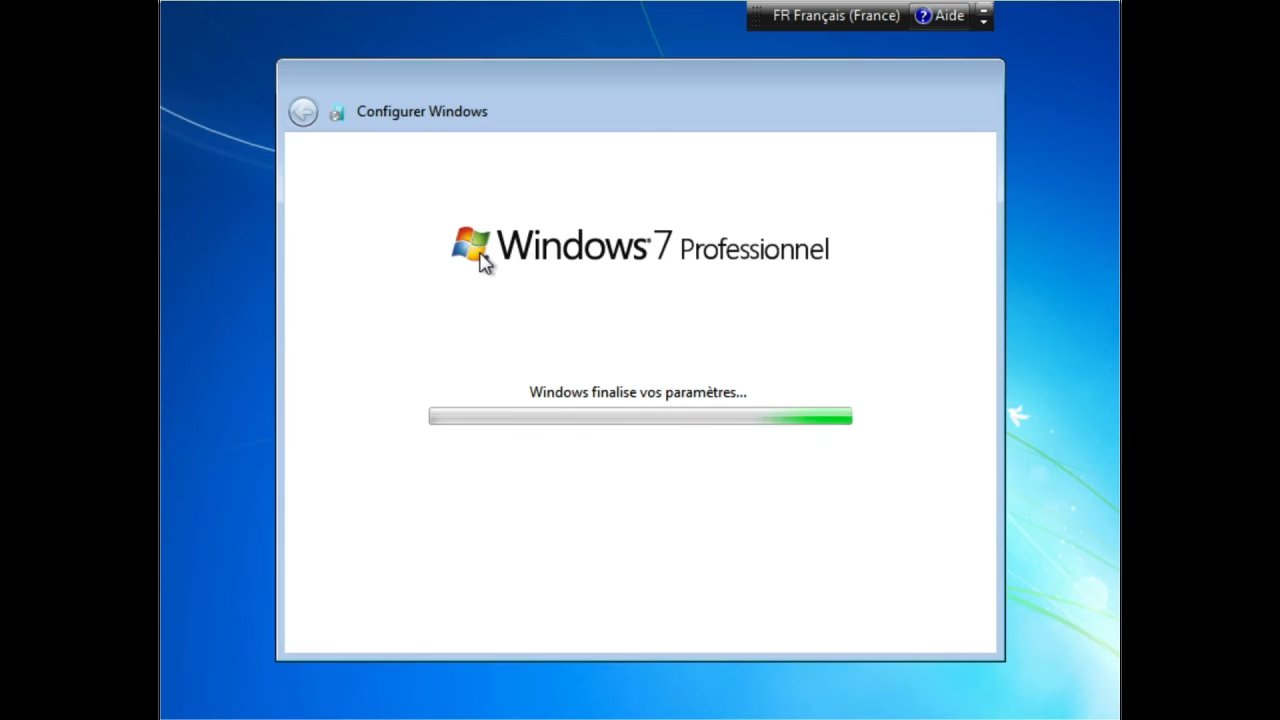 FR Français (France) ? Aide
Configurer Windows
Windows 7 Professionnel
Windows finalise vos paramètres...